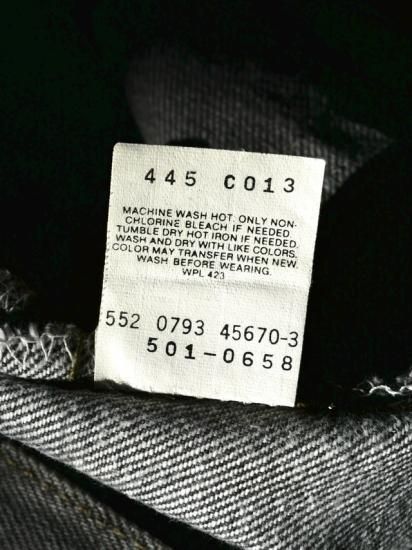 445 C013
MACHINE WASH HOT. ONLY NON-
CHLORINE BLEACH IF NEEDED.
TUMBLE DRY HOT IRON IF NEEDED.
WASH AND DRY WITH LIKE COLORS.
COLOR MAY TRANSFER WHEN NEW.
WASH BEFORE WEARING.
WPL 423
552 0793 45670-3
501-0658